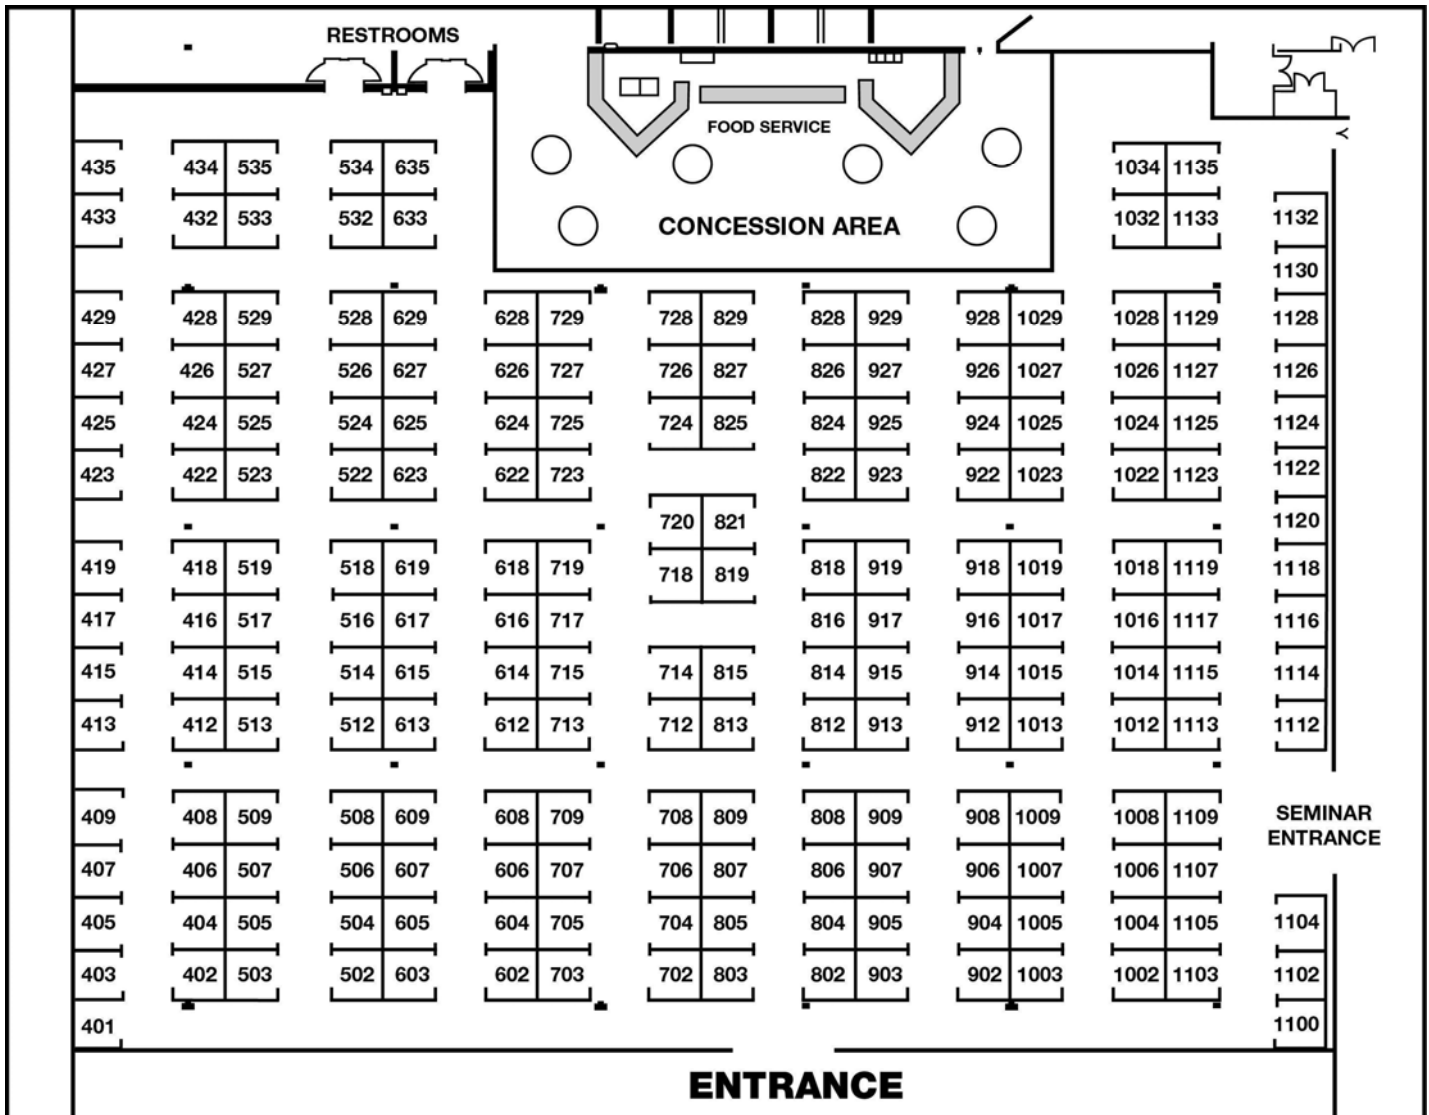 RESTROOMS
FOOD SERVICE
435 434 535 534 635 1034 1135
433 432 533 532 633 CONCESSION AREA 1032 1133 1132
1130
429 428 529 528 629 628 729 728 829 828 929 928 1029 1028 1129 1128
427 426 527 526 627 626 727 726 827 826 927 926 1027 1026 1127 1126
425 424 525 524 625 624 725 724 825 824 925 924 1025 1024 1125 1124
423 422 523 522 623 622 723 822 923 922 1023 1022 1123 1122
720 821 1120
419 418 519 518 619 618 719 718 819 818 919 918 1019 1018 1119 1118
417 416 517 516 617 616 717 816 917 916 1017 1016 1117 1116
415 414 515 514 615 614 715 714 815 814 915 914 1015 1014 1115 1114
413 412 513 512 613 612 713 712 813 812 913 912 1013 1012 1113 1112
409 408 509 508 609 608 709 708 809 808 909 908 1009 1008 1109 SEMINAR
ENTRANCE
407 406 507 506 607 606 707 706 807 806 907 906 1007 1006 1107
405 404 505 504 605 604 705 704 805 804 905 904 1005 1004 1105 1104
403 402 503 502 603 602 703 702 803 802 903 902 1003 1002 1103 1102
401 1100
ENTRANCE